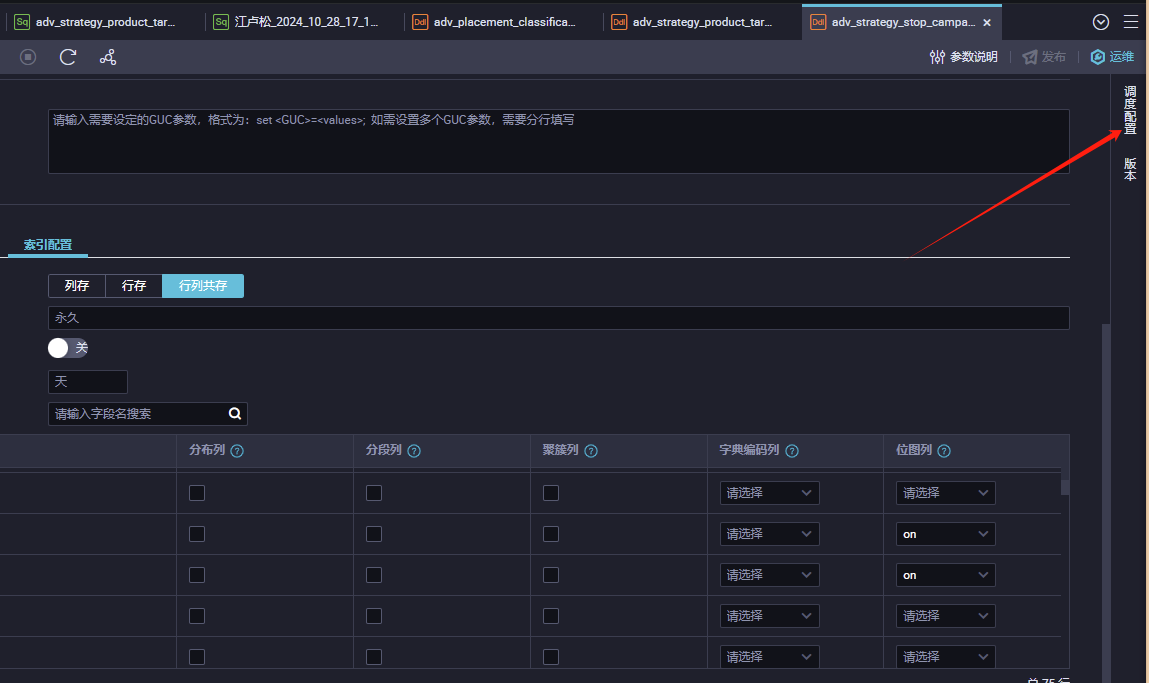 Sq adv_strategy_product_tar...
Sq 江卢松_2024_10_28_17_1...
Ddl adv_placement_classifica...
Ddl adv_strategy_product_tar...
Ddl adv_strategy_stop_campa...
参数说明
发布
运维
调度配置
版本
请输入需要设定的GUC参数，格式为：set <GUC>=<values>; 如需设置多个GUC参数，需要分行填写
索引配置
列存 行存 行列共存
永久
关
天
请输入字段名搜索
分布列 分段列 聚簇列 字典编码列 位图列
请选择 请选择
请选择 on
请选择 on
请选择 请选择
请选择 请选择
总 75 行